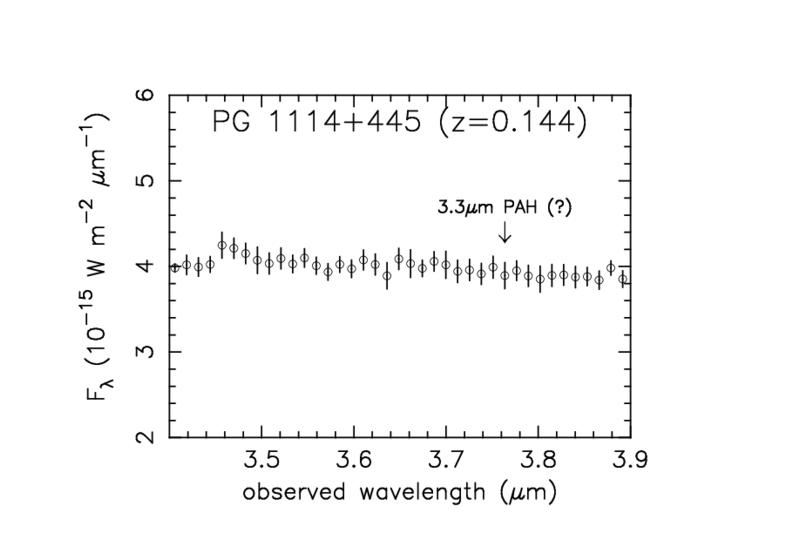 PG 1114+445 (z=0.144)
3.3μm PAH (?)
6
5
4
3
2
F_λ (10⁻¹⁵ W m⁻² μm⁻¹)
3.5 3.6 3.7 3.8 3.9
observed wavelength (μm)